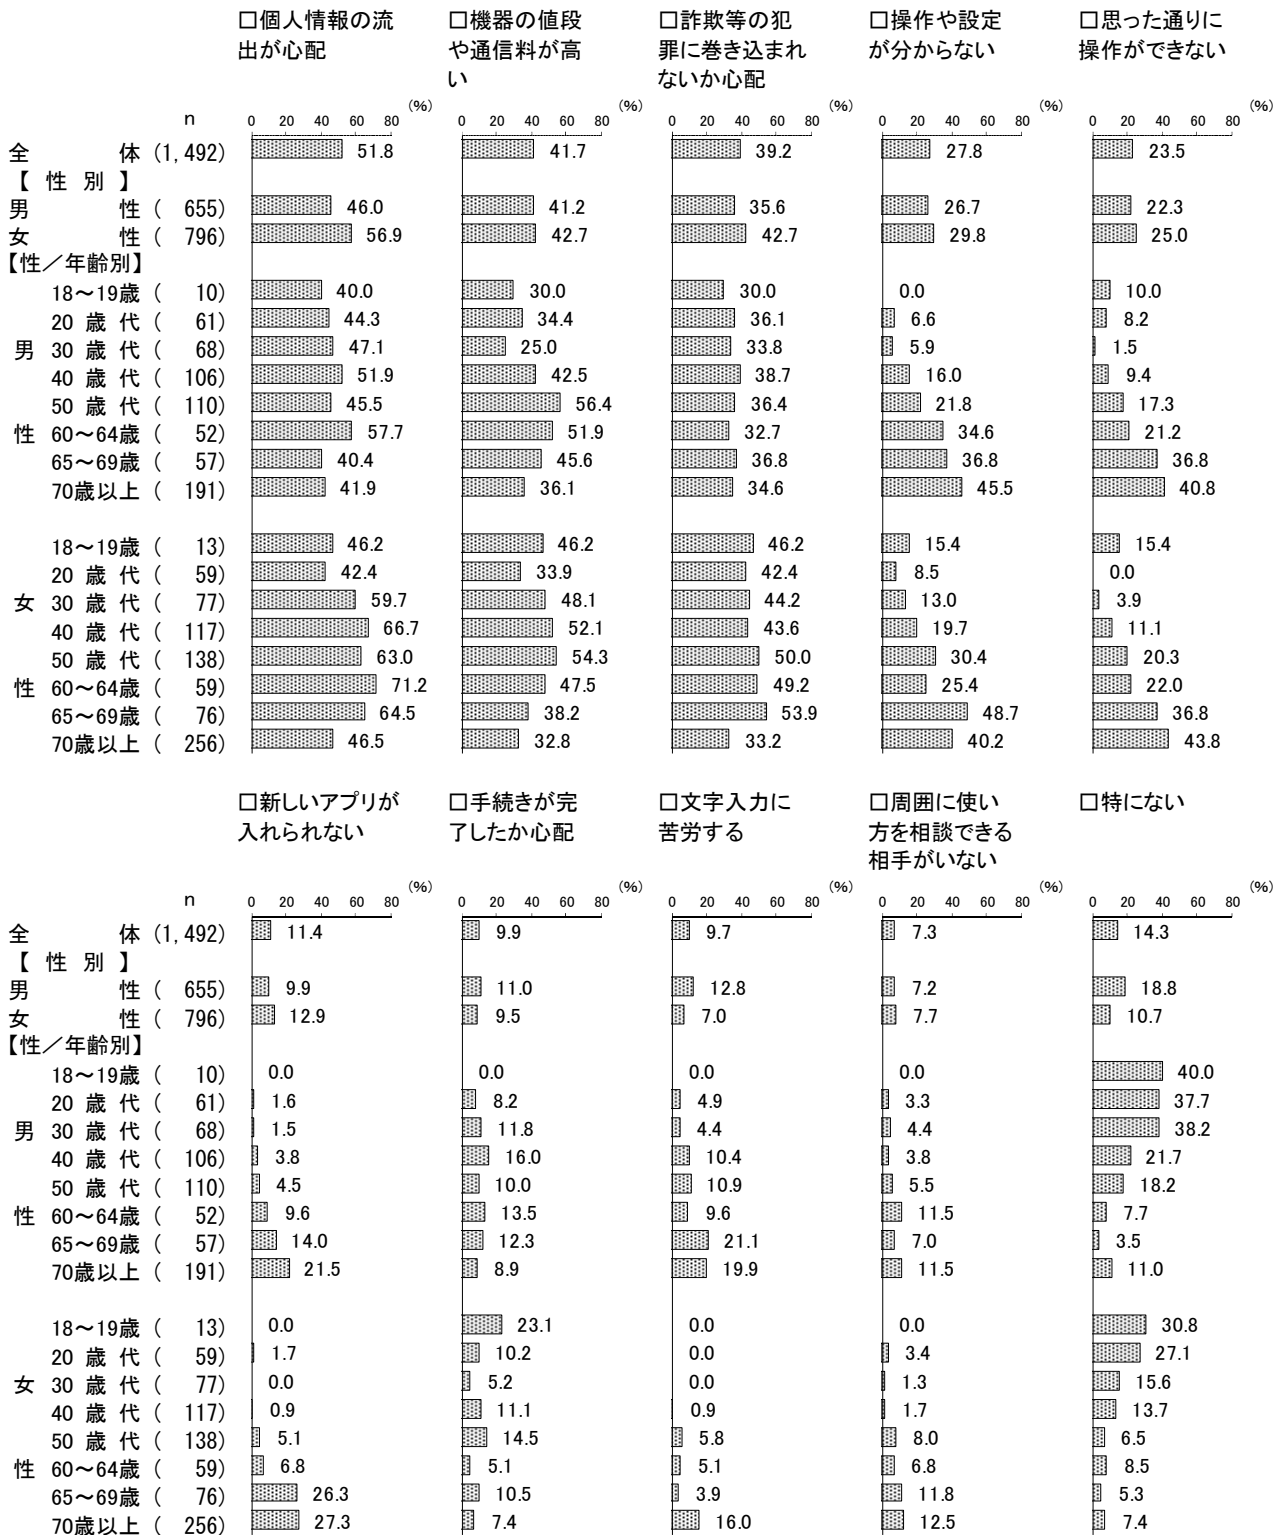 □個人情報の流
出が心配
□機器の値段
や通信料が高
い
□詐欺等の犯
罪に巻き込まれ
ないか心配
□操作や設定
が分からない
□思った通りに
操作ができない
n (%) (%) (%) (%) (%)
0 20 40 60 80 0 20 40 60 80 0 20 40 60 80 0 20 40 60 80 0 20 40 60 80
全体 (1,492) 51.8 41.7 39.2 27.8 23.5
【性別】
男性 (655) 46.0 41.2 35.6 26.7 22.3
女性 (796) 56.9 42.7 42.7 29.8 25.0
【性/年齢別】
18~19歳 (10) 40.0 30.0 30.0 0.0 10.0
20歳代 (61) 44.3 34.4 36.1 6.6 8.2
男 30歳代 (68) 47.1 25.0 33.8 5.9 1.5
40歳代 (106) 51.9 42.5 38.7 16.0 9.4
50歳代 (110) 45.5 56.4 36.4 21.8 17.3
性 60~64歳 (52) 57.7 51.9 32.7 34.6 21.2
65~69歳 (57) 40.4 45.6 36.8 36.8 36.8
70歳以上 (191) 41.9 36.1 34.6 45.5 40.8
18~19歳 (13) 46.2 46.2 46.2 15.4 15.4
20歳代 (59) 42.4 33.9 42.4 8.5 0.0
女 30歳代 (77) 59.7 48.1 44.2 13.0 3.9
40歳代 (117) 66.7 52.1 43.6 19.7 11.1
50歳代 (138) 63.0 54.3 50.0 30.4 20.3
性 60~64歳 (59) 71.2 47.5 49.2 25.4 22.0
65~69歳 (76) 64.5 38.2 53.9 48.7 36.8
70歳以上 (256) 46.5 32.8 33.2 40.2 43.8
□新しいアプリが
入れられない
□手続きが完
了したか心配
□文字入力に
苦労する
□周囲に使い
方を相談できる
相手がいない
□特にない
n (%) (%) (%) (%) (%)
0 20 40 60 80 0 20 40 60 80 0 20 40 60 80 0 20 40 60 80 0 20 40 60 80
全体 (1,492) 11.4 9.9 9.7 7.3 14.3
【性別】
男性 (655) 9.9 11.0 12.8 7.2 18.8
女性 (796) 12.9 9.5 7.0 7.7 10.7
【性/年齢別】
18~19歳 (10) 0.0 0.0 0.0 0.0 40.0
20歳代 (61) 1.6 8.2 4.9 3.3 37.7
男 30歳代 (68) 1.5 11.8 4.4 4.4 38.2
40歳代 (106) 3.8 16.0 10.4 3.8 21.7
50歳代 (110) 4.5 10.0 10.9 5.5 18.2
性 60~64歳 (52) 9.6 13.5 9.6 11.5 7.7
65~69歳 (57) 14.0 12.3 21.1 7.0 3.5
70歳以上 (191) 21.5 8.9 19.9 11.5 11.0
18~19歳 (13) 0.0 23.1 0.0 0.0 30.8
20歳代 (59) 1.7 10.2 0.0 3.4 27.1
女 30歳代 (77) 0.0 5.2 0.0 1.3 15.6
40歳代 (117) 0.9 11.1 0.9 1.7 13.7
50歳代 (138) 5.1 14.5 5.8 8.0 6.5
性 60~64歳 (59) 6.8 5.1 5.1 6.8 8.5
65~69歳 (76) 26.3 10.5 3.9 11.8 5.3
70歳以上 (256) 27.3 7.4 16.0 12.5 7.4